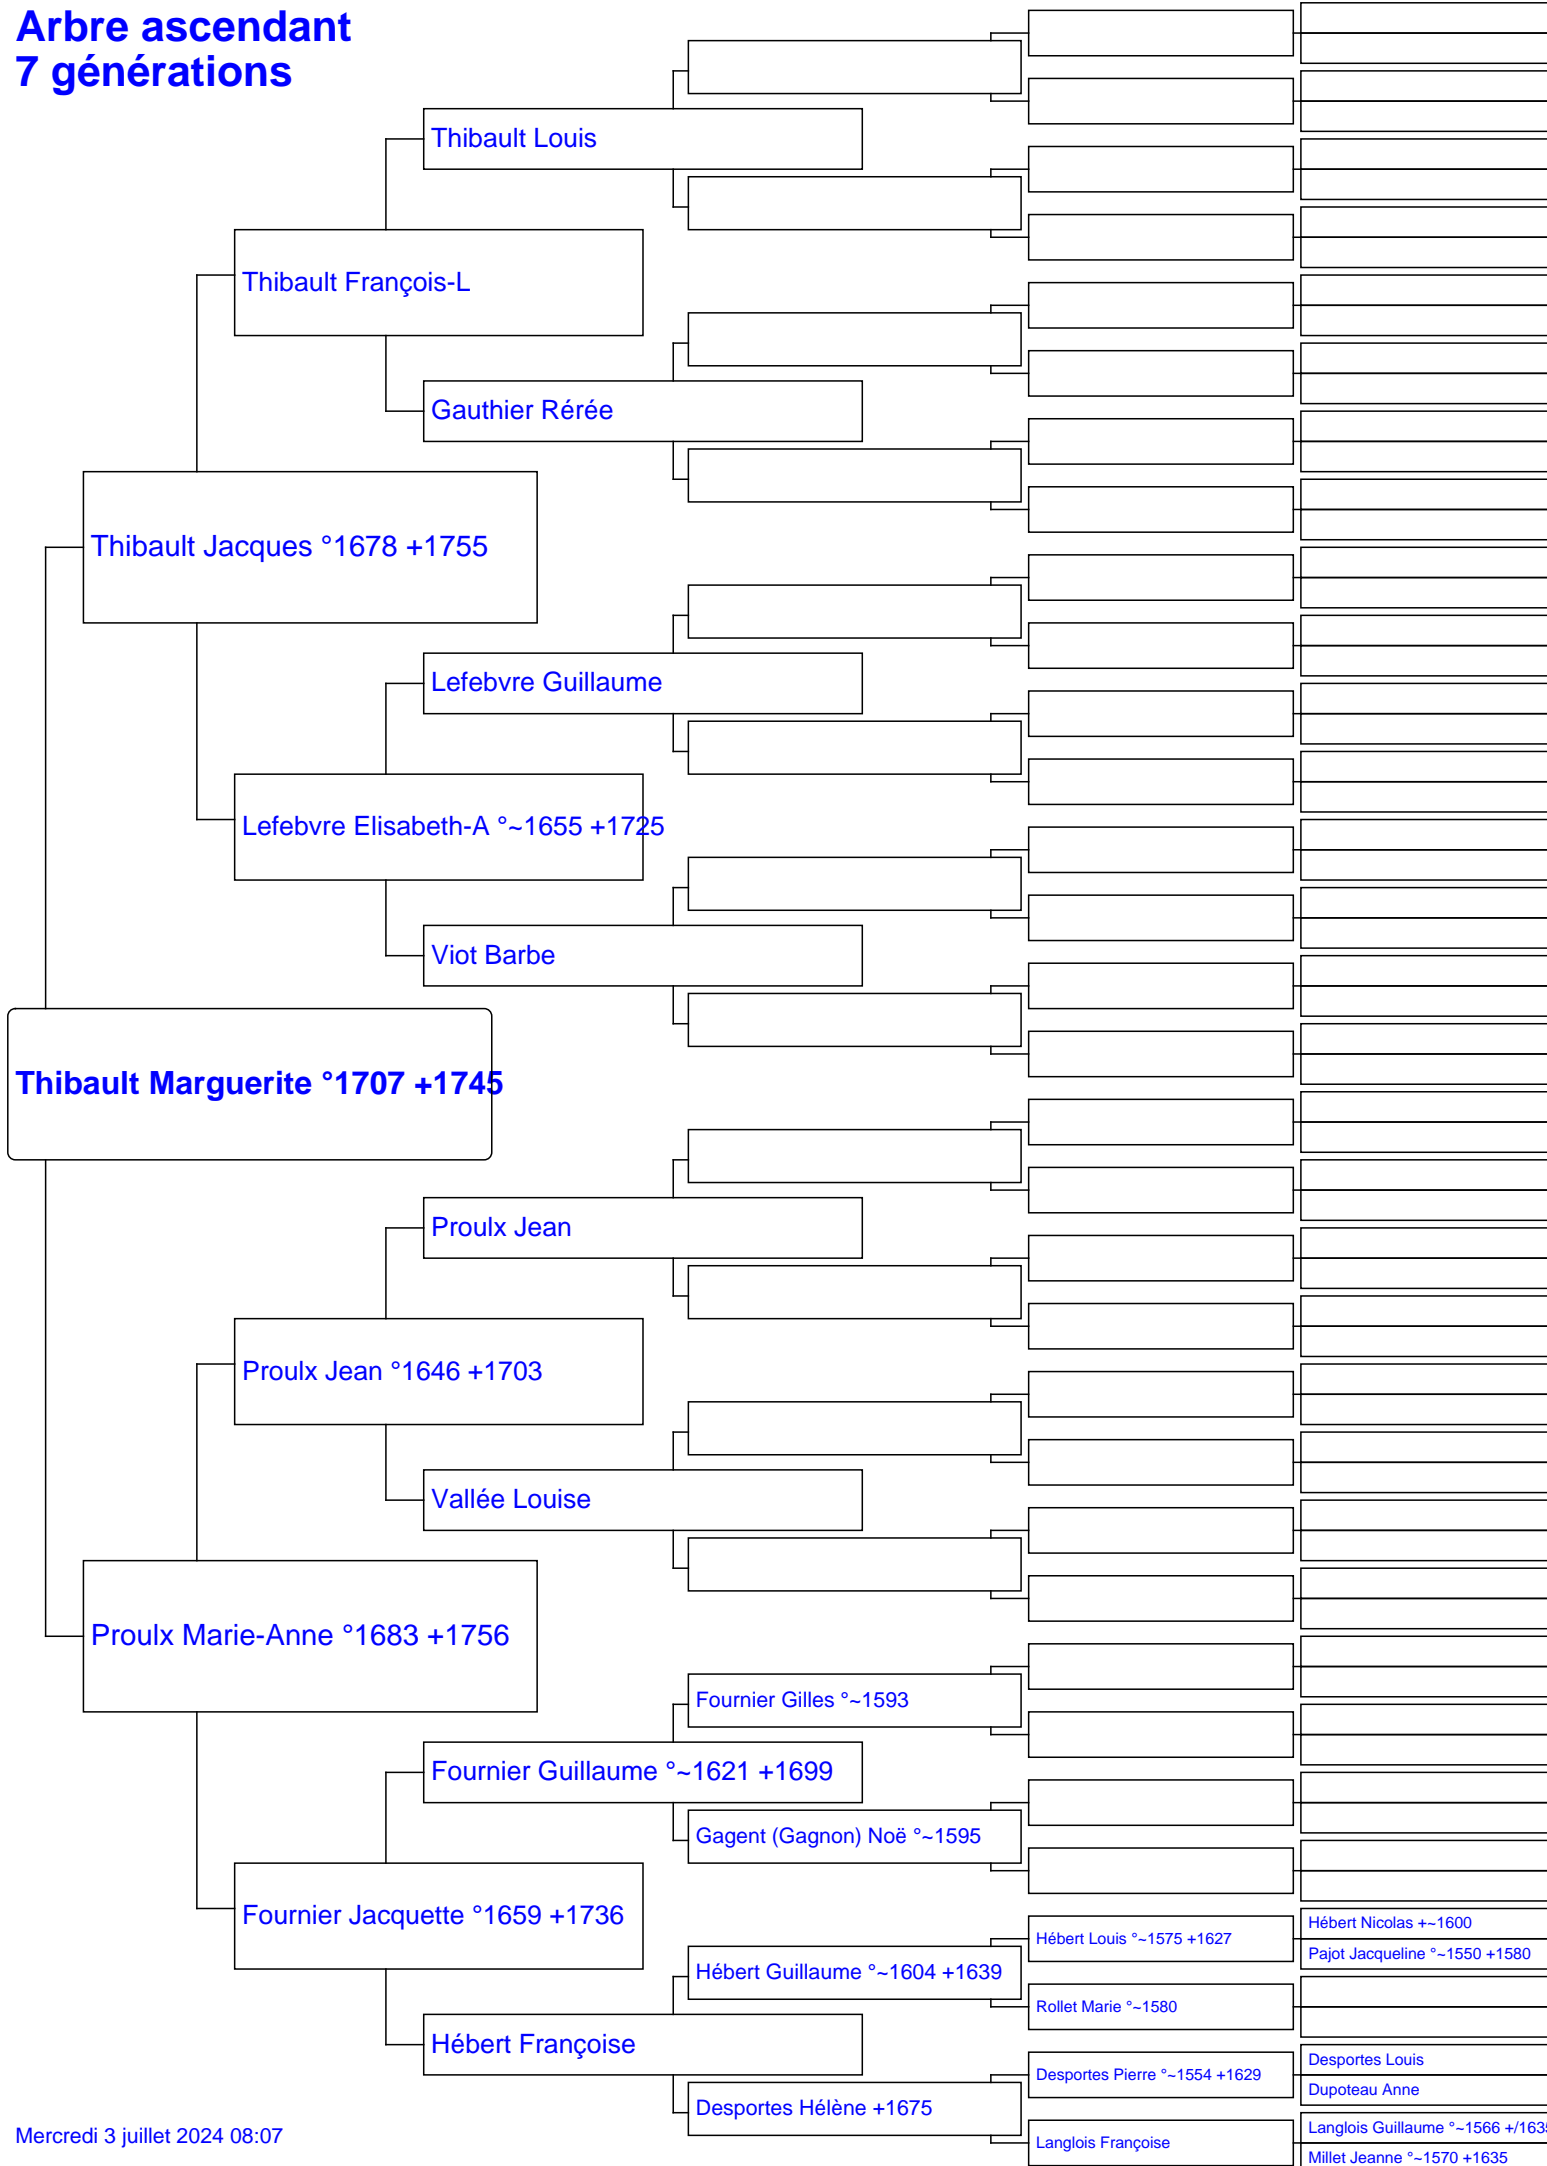 Arbre ascendant
7 générations
Thibault Louis
Thibault François-L
Gauthier Rérée
Thibault Jacques °1678 +1755
Lefebvre Guillaume
Lefebvre Elisabeth-A °~1655 +1725
Viot Barbe
Thibault Marguerite °1707 +1745
Proulx Jean
Proulx Jean °1646 +1703
Vallée Louise
Proulx Marie-Anne °1683 +1756
Fournier Gilles °~1593
Fournier Guillaume °~1621 +1699
Gagent (Gagnon) Noë °~1595
Fournier Jacquette °1659 +1736
Hébert Nicolas +~1600
Hébert Louis °~1575 +1627
Pajot Jacqueline °~1550 +1580
Hébert Guillaume °~1604 +1639
Rollet Marie °~1580
Hébert Françoise
Desportes Louis
Desportes Pierre °~1554 +1629
Dupoteau Anne
Desportes Hélène +1675
Langlois Guillaume °~1566 +/1635
Langlois Françoise
Millet Jeanne °~1570 +1635
Mercredi 3 juillet 2024 08:07